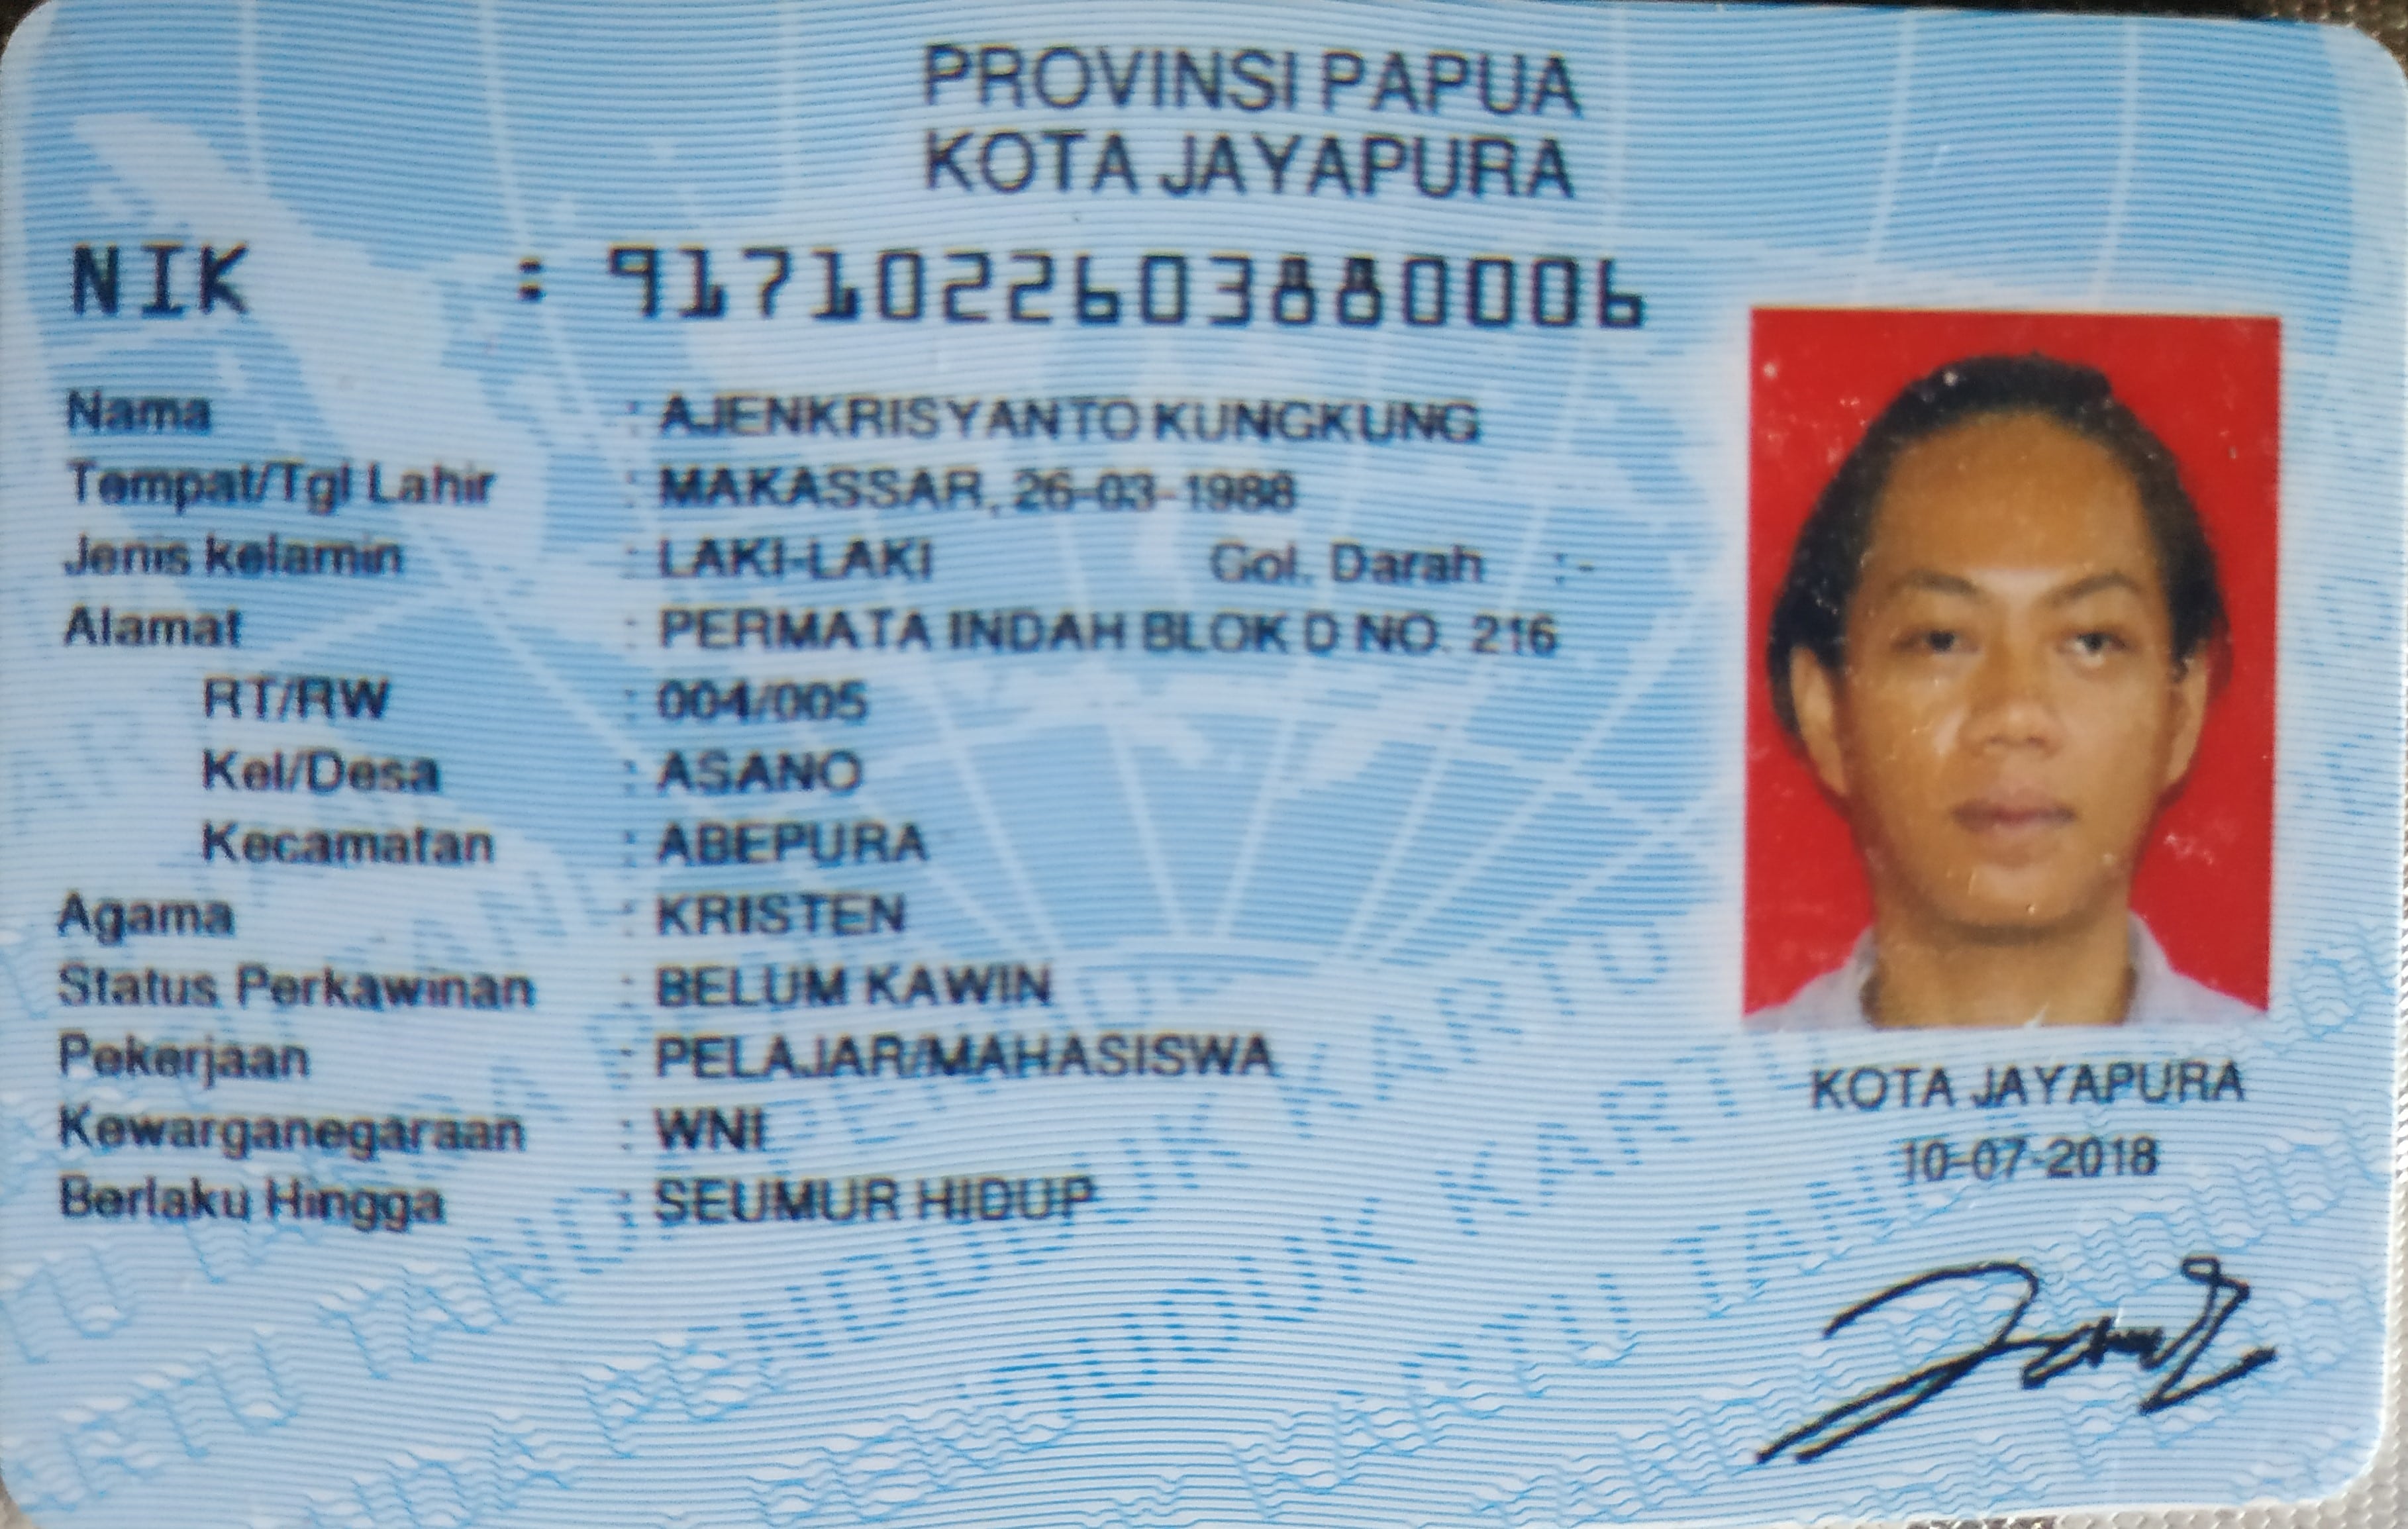 PROVINSI PAPUA
KOTA JAYAPURA
NIK : 9171022603880006
Nama : AJENKRISYANTO KUNGKUNG
Tempat/Tgl Lahir : MAKASSAR, 26-03-1988
Jenis kelamin : LAKI-LAKI Gol. Darah : -
Alamat : PERMATA INDAH BLOK D NO. 216
RT/RW : 004/005
Kel/Desa : ASANO
Kecamatan : ABEPURA
Agama : KRISTEN
Status Perkawinan : BELUM KAWIN
Pekerjaan : PELAJAR/MAHASISWA
Kewarganegaraan : WNI
Berlaku Hingga : SEUMUR HIDUP
KOTA JAYAPURA
10-07-2018